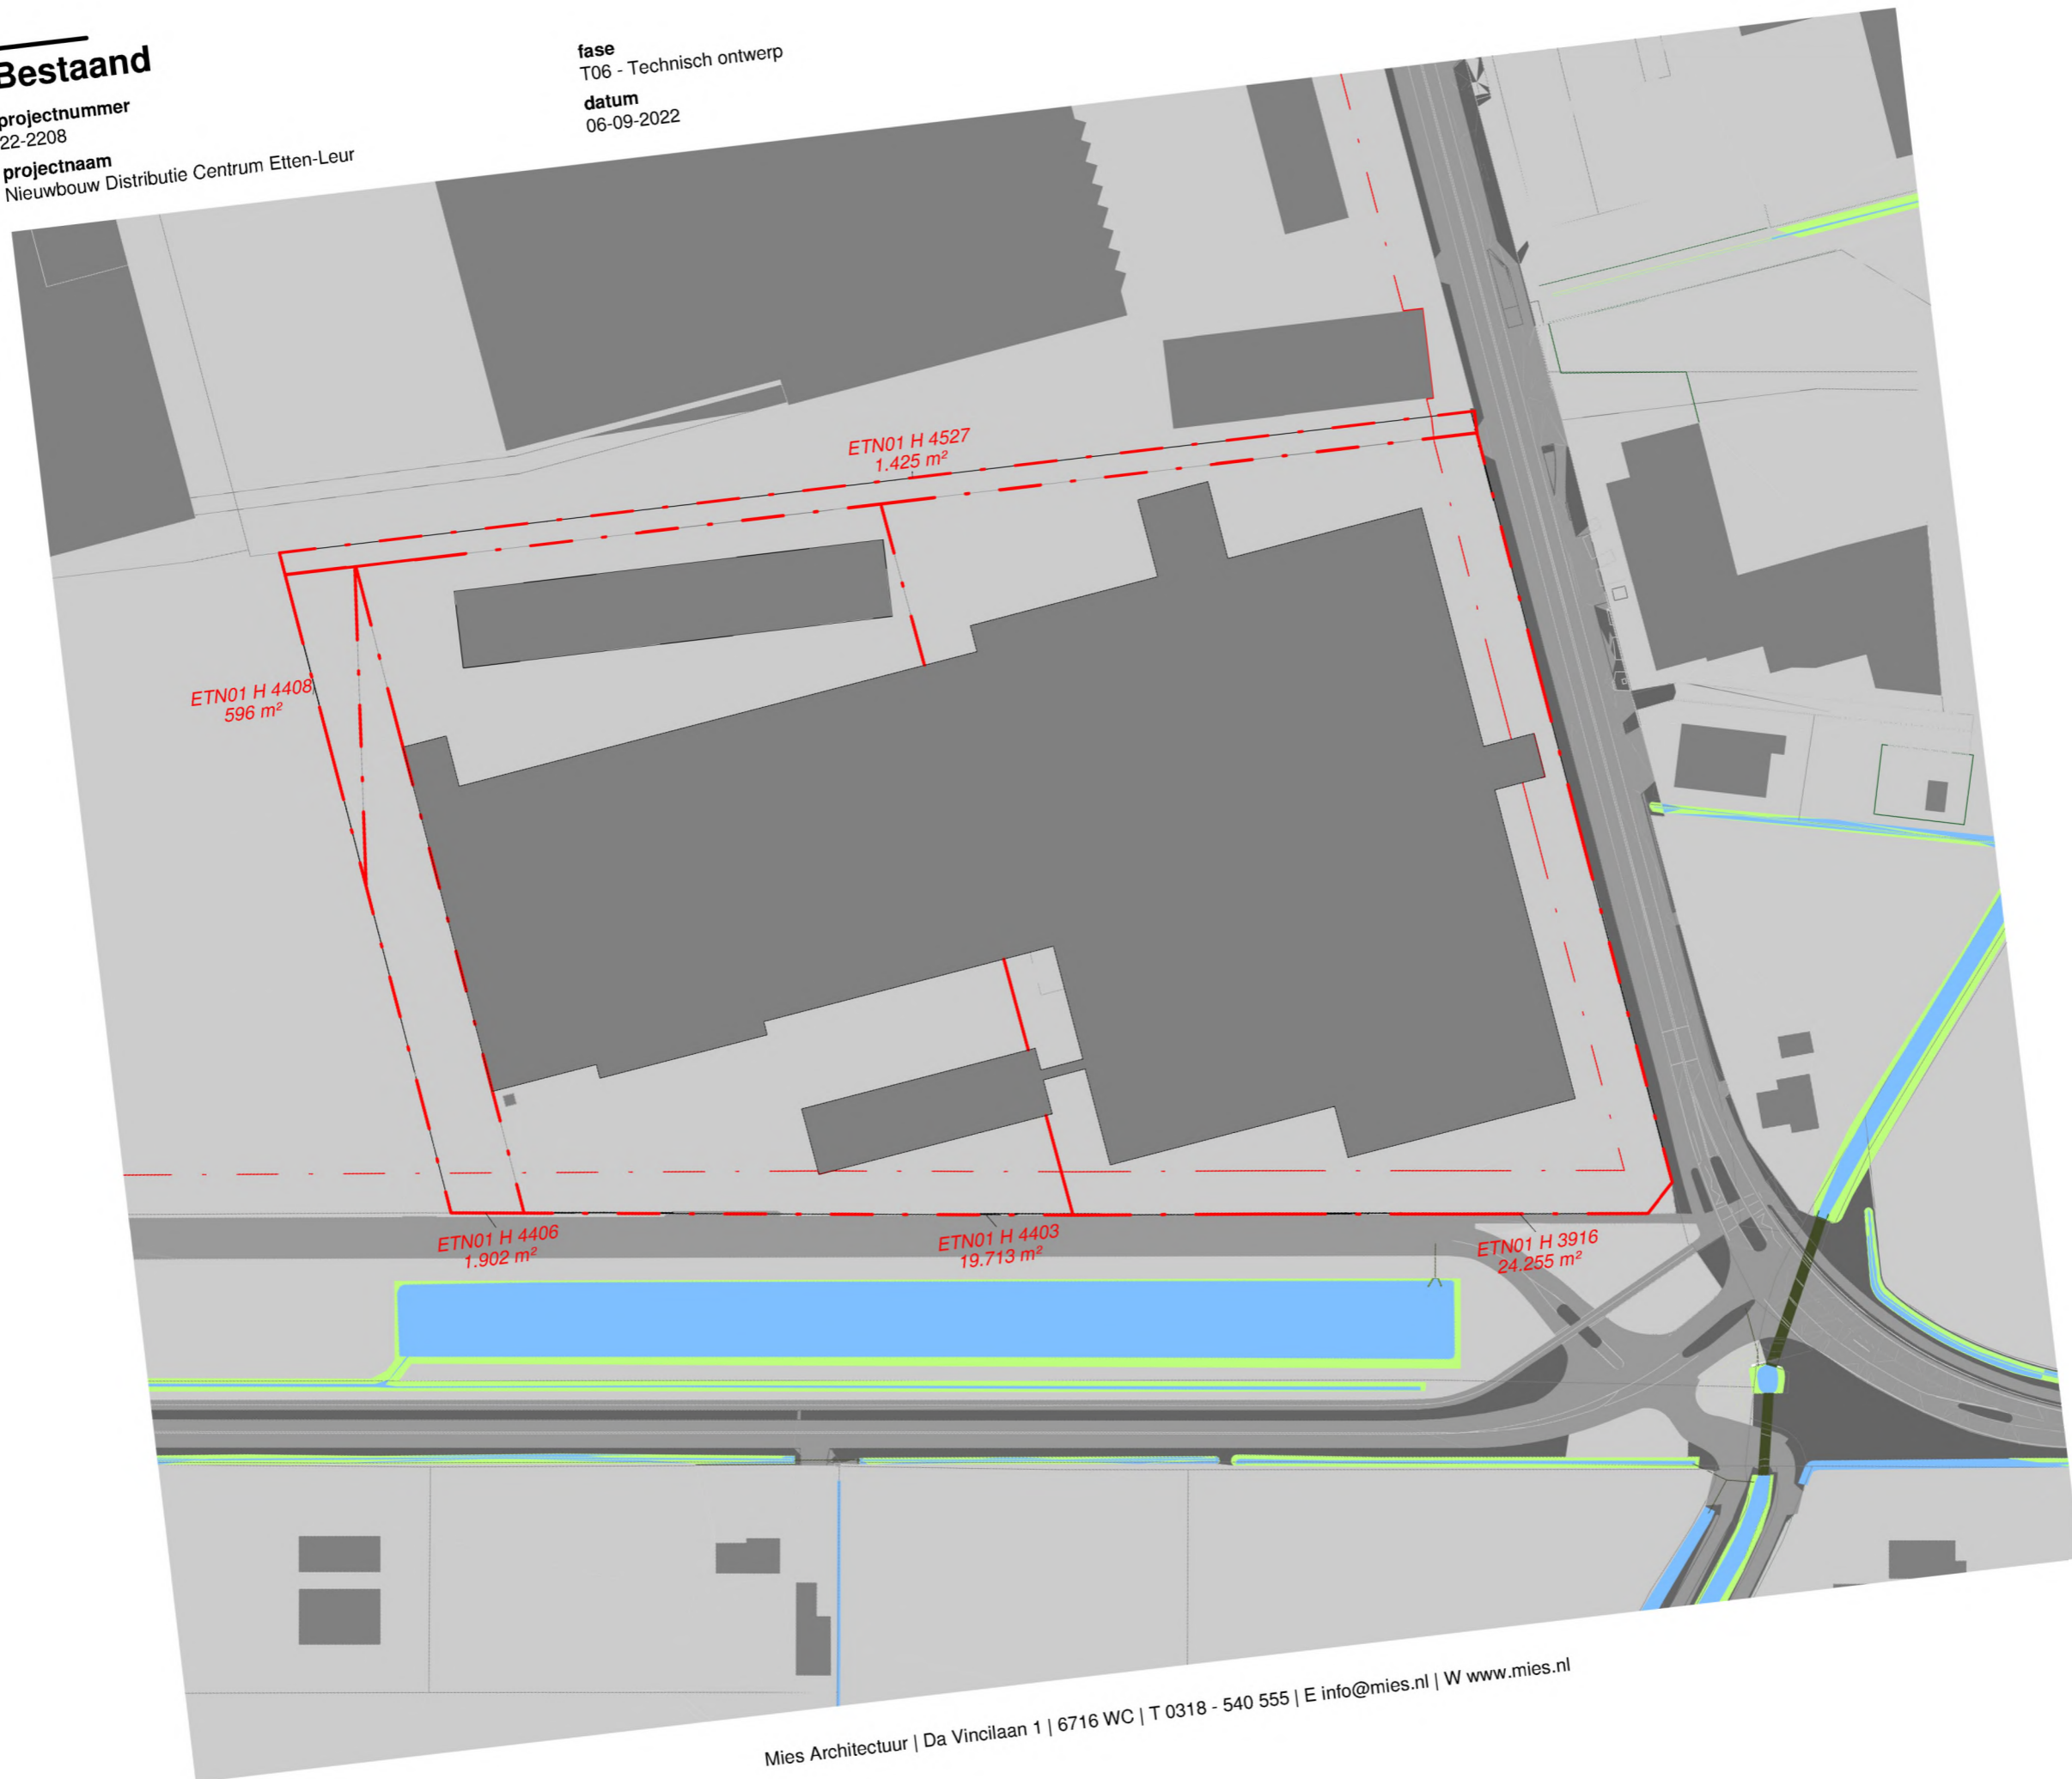 Bestaand
projectnummer
22-2208
projectnaam
Nieuwbouw Distributie Centrum Etten-Leur
fase
T06 - Technisch ontwerp
datum
06-09-2022
ETN01 H 4527
1.425 m²
ETN01 H 4408
596 m²
ETN01 H 4406
1.902 m²
ETN01 H 4403
19.713 m²
ETN01 H 3916
24.255 m²
Mies Architectuur | Da Vincilaan 1 | 6716 WC | T 0318 - 540 555 | E info@mies.nl | W www.mies.nl